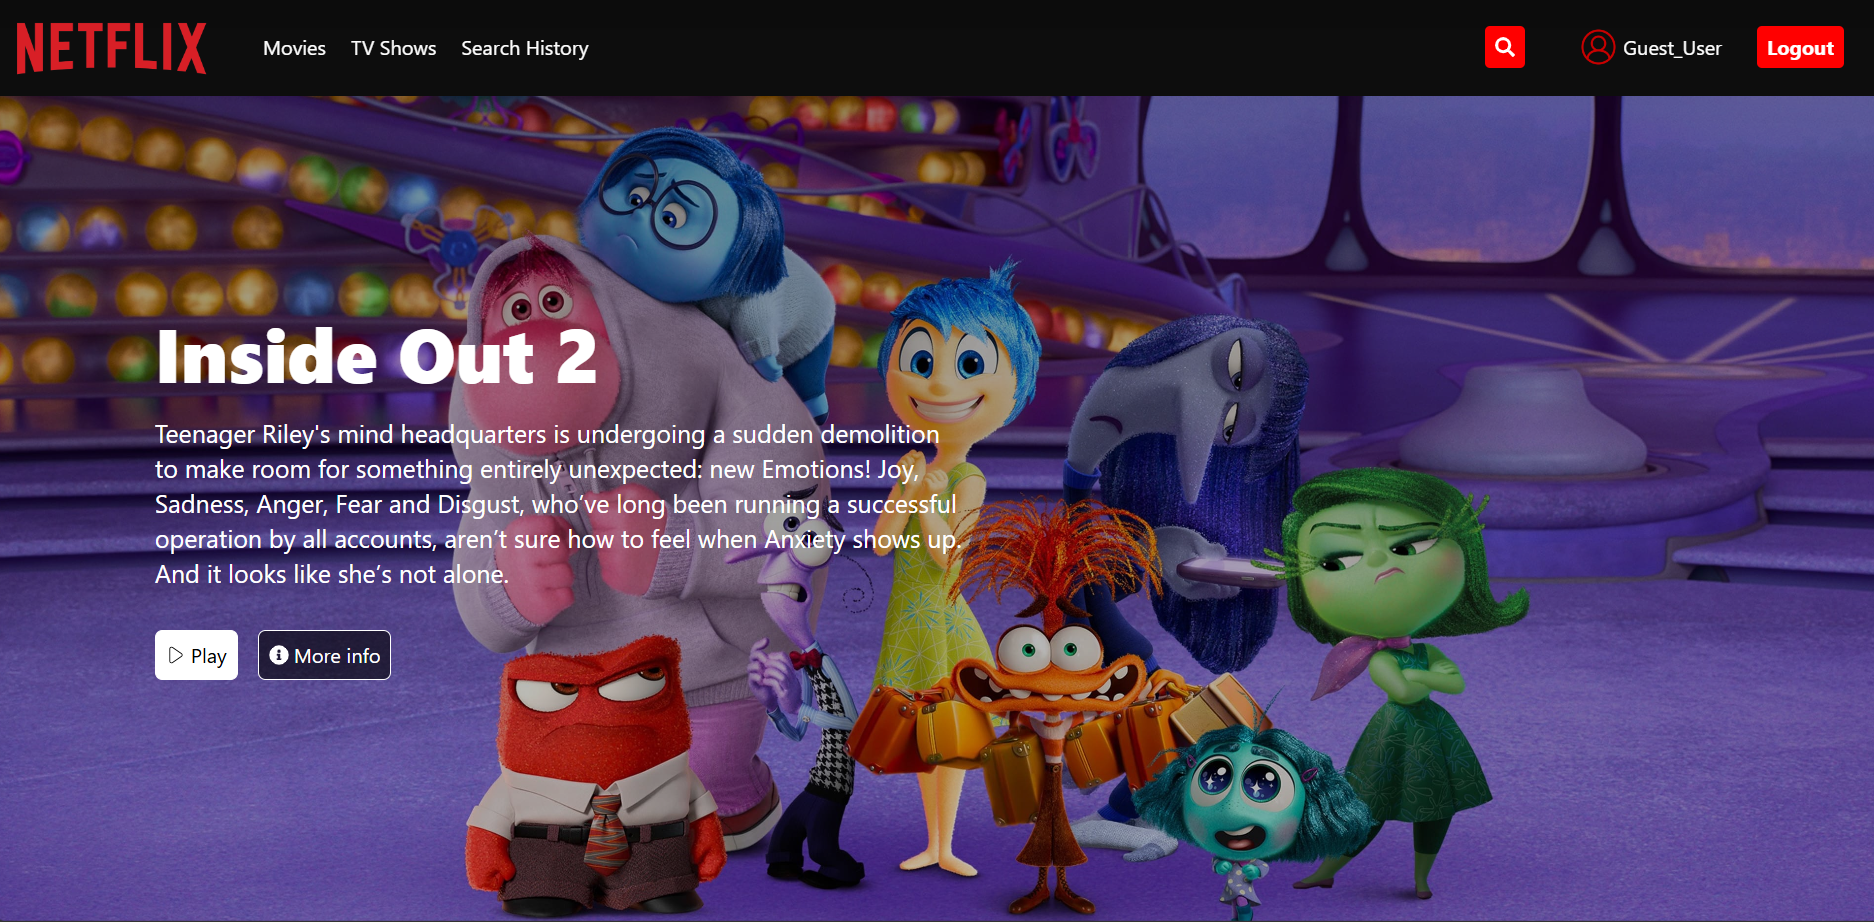 NETFLIX
Movies TV Shows Search History Guest_User Logout
Inside Out 2
Teenager Riley's mind headquarters is undergoing a sudden demolition
to make room for something entirely unexpected: new Emotions! Joy,
Sadness, Anger, Fear and Disgust, who’ve long been running a successful
operation by all accounts, aren’t sure how to feel when Anxiety shows up.
And it looks like she’s not alone.
Play More info